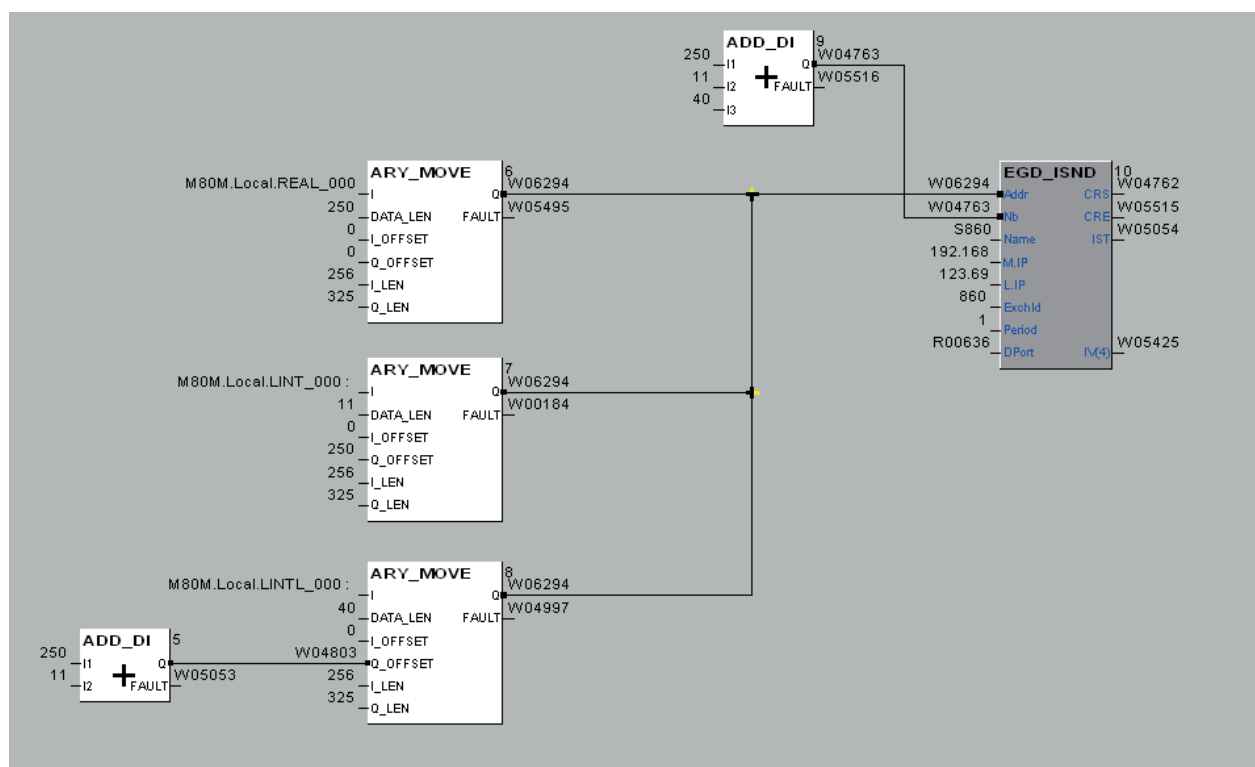 ADD_DI 9
250 I1 Q W04763
11 I2 FAULT W05516
40 I3
ARY_MOVE 6
M80M.Local.REAL_000 I Q W06294
250 DATA_LEN FAULT W05495
0 I_OFFSET
0 Q_OFFSET
256 I_LEN
325 Q_LEN
EGD_ISND 10
W06294 Addr CRS W04762
W04763 Nb CRE W05515
S860 Name IST W05054
192.168 M.IP
123.69 L.IP
860 ExchId
1 Period
R00636 DPort IV(4) W05425
ARY_MOVE 7
M80M.Local.LINT_000 : I Q W06294
11 DATA_LEN FAULT W00184
0 I_OFFSET
250 Q_OFFSET
256 I_LEN
325 Q_LEN
ARY_MOVE 8
M80M.Local.LINTL_000 : I Q W06294
40 DATA_LEN FAULT W04997
0 I_OFFSET
W04803 Q_OFFSET
256 I_LEN
325 Q_LEN
ADD_DI 5
250 I1 Q
11 I2 FAULT W05053